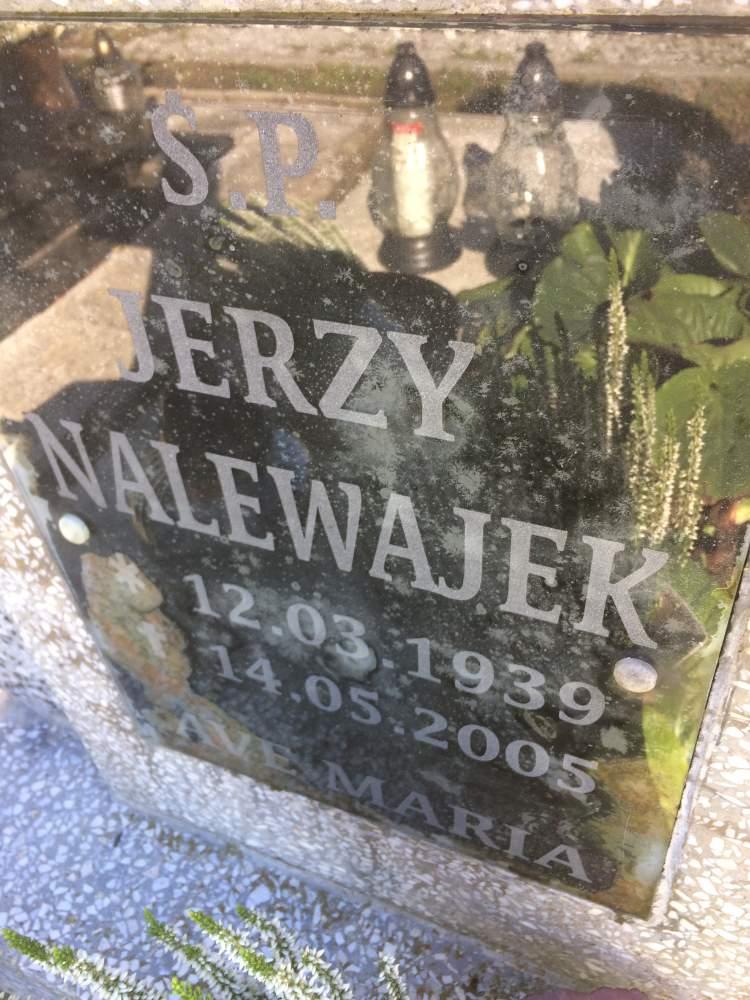 Ś.P.
JERZY
NALEWAJEK
12.03.1939
14.05.2005
AVE MARIA